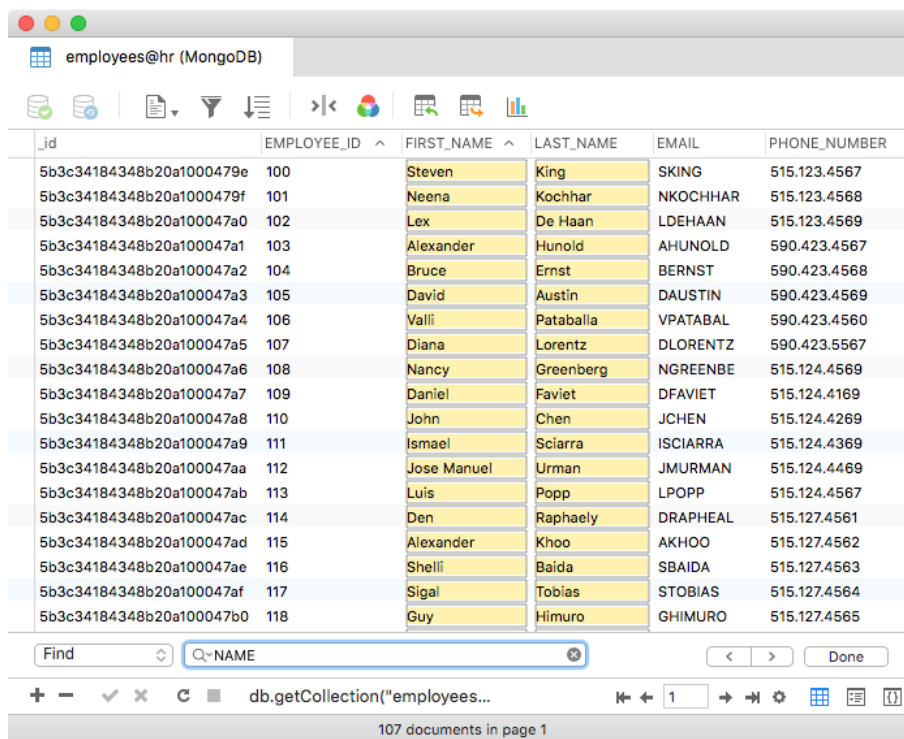 employees@hr (MongoDB)
_id EMPLOYEE_ID FIRST_NAME LAST_NAME EMAIL PHONE_NUMBER
5b3c34184348b20a1000479e 100 Steven King SKING 515.123.4567
5b3c34184348b20a1000479f 101 Neena Kochhar NKOCHHAR 515.123.4568
5b3c34184348b20a100047a0 102 Lex De Haan LDEHAAN 515.123.4569
5b3c34184348b20a100047a1 103 Alexander Hunold AHUNOLD 590.423.4567
5b3c34184348b20a100047a2 104 Bruce Ernst BERNST 590.423.4568
5b3c34184348b20a100047a3 105 David Austin DAUSTIN 590.423.4569
5b3c34184348b20a100047a4 106 Valli Pataballa VPATABAL 590.423.4560
5b3c34184348b20a100047a5 107 Diana Lorentz DLORENTZ 590.423.5567
5b3c34184348b20a100047a6 108 Nancy Greenberg NGREENBE 515.124.4569
5b3c34184348b20a100047a7 109 Daniel Faviet DFAVIET 515.124.4169
5b3c34184348b20a100047a8 110 John Chen JCHEN 515.124.4269
5b3c34184348b20a100047a9 111 Ismael Sciarra ISCIARRA 515.124.4369
5b3c34184348b20a100047aa 112 Jose Manuel Urman JMURMAN 515.124.4469
5b3c34184348b20a100047ab 113 Luis Popp LPOPP 515.124.4567
5b3c34184348b20a100047ac 114 Den Raphaely DRAPHEAL 515.127.4561
5b3c34184348b20a100047ad 115 Alexander Khoo AKHOO 515.127.4562
5b3c34184348b20a100047ae 116 Shelli Baida SBAIDA 515.127.4563
5b3c34184348b20a100047af 117 Sigal Tobias STOBIAS 515.127.4564
5b3c34184348b20a100047b0 118 Guy Himuro GHIMURO 515.127.4565
Find NAME Done
db.getCollection("employees... 1
107 documents in page 1